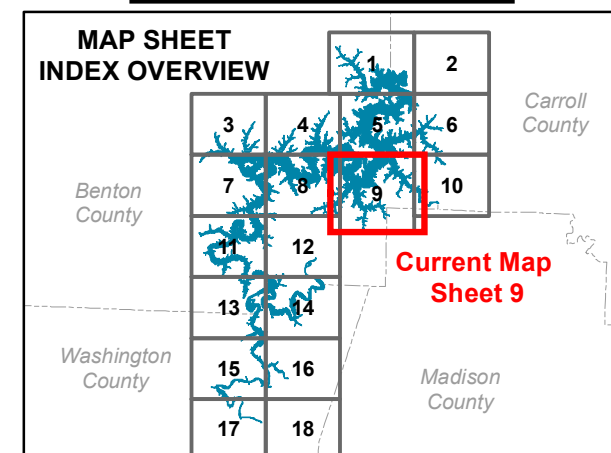 MAP SHEET
INDEX OVERVIEW
1
2
Carroll
County
3
4
5
6
Benton
County
7
8
9
10
11
12
Current Map
Sheet 9
13
14
Washington
County
15
16
Madison
County
17
18